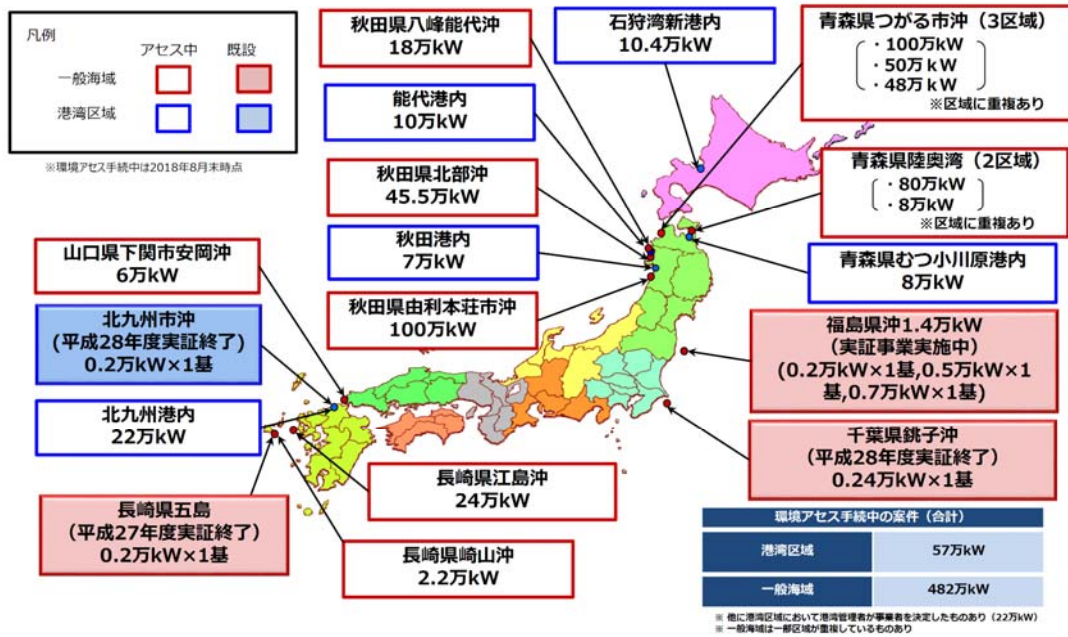 凡例
アセス中
既設
一般海域
港湾区域
※環境アセス手続中は2018年8月末時点
秋田県八峰能代沖
18万kW
石狩湾新港内
10.4万kW
青森県つがる市沖（3区域）
・100万kW
・50万ｋW
・48万ｋW
※区域に重複あり
能代港内
10万kW
青森県陸奥湾（2区域）
・80万kW
・8万ｋW
※区域に重複あり
秋田県北部沖
45.5万kW
秋田港内
7万kW
青森県むつ小川原港内
8万kW
山口県下関市安岡沖
6万kW
秋田県由利本荘市沖
100万kW
北九州市沖
(平成28年度実証終了)
0.2万kW×1基
福島県沖1.4万kW
(実証事業実施中)
(0.2万kW×1基,0.5万kW×1
基,0.7万kW×1基)
北九州港内
22万kW
千葉県銚子沖
(平成28年度実証終了)
0.24万kW×1基
長崎県江島沖
24万kW
長崎県五島
(平成27年度実証終了)
0.2万kW×1基
長崎県崎山沖
2.2万kW
環境アセス手続中の案件（合計）
港湾区域 57万kW
一般海域 482万kW
※ 他に港湾区域において港湾管理者が事業者を決定したものあり（22万kW）
※ 一般海域は一部区域が重複しているものあり